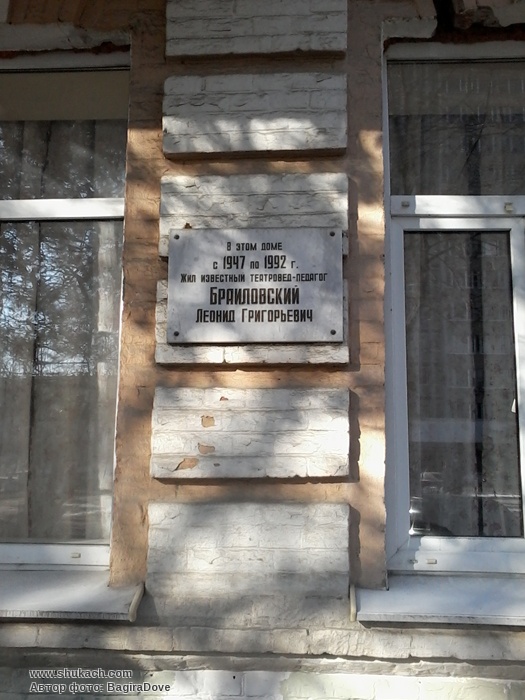 В этом доме
с 1947 по 1992 г.
Жил известный театровед-педагог
Браиловский
Леонид Григорьевич
www.shukach.com
Автор фото: BagiraDove